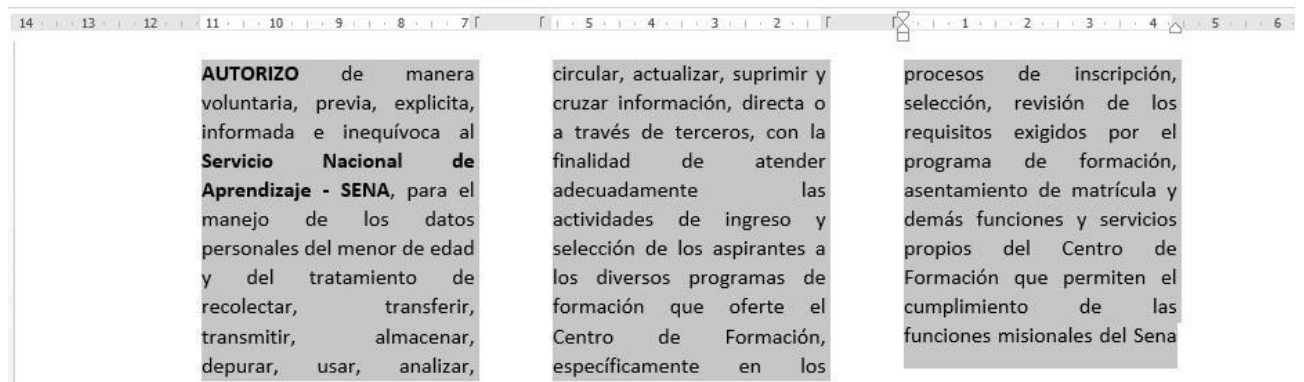 14 13 12 11 10 9 8 7 5 4 3 2 1 2 3 4 5 6
AUTORIZO de manera
voluntaria, previa, explicita,
informada e inequívoca al
Servicio Nacional de
Aprendizaje - SENA, para el
manejo de los datos
personales del menor de edad
y del tratamiento de
recolectar, transferir,
transmitir, almacenar,
depurar, usar, analizar,
circular, actualizar, suprimir y
cruzar información, directa o
a través de terceros, con la
finalidad de atender
adecuadamente las
actividades de ingreso y
selección de los aspirantes a
los diversos programas de
formación que oferte el
Centro de Formación,
específicamente en los
procesos de inscripción,
selección, revisión de los
requisitos exigidos por el
programa de formación,
asentamiento de matrícula y
demás funciones y servicios
propios del Centro de
Formación que permiten el
cumplimiento de las
funciones misionales del Sena